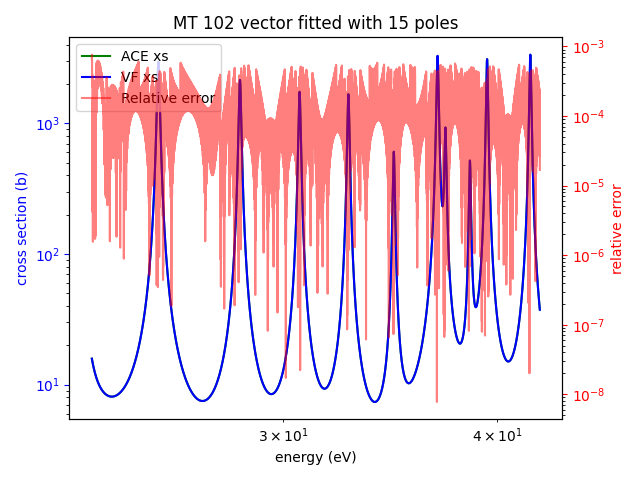 MT 102 vector fitted with 15 poles
ACE xs
VF xs
Relative error
cross section (b)
10³
10²
10¹
10⁻³
10⁻⁴
10⁻⁵
10⁻⁶
10⁻⁷
10⁻⁸
relative error
3 × 10¹
4 × 10¹
energy (eV)